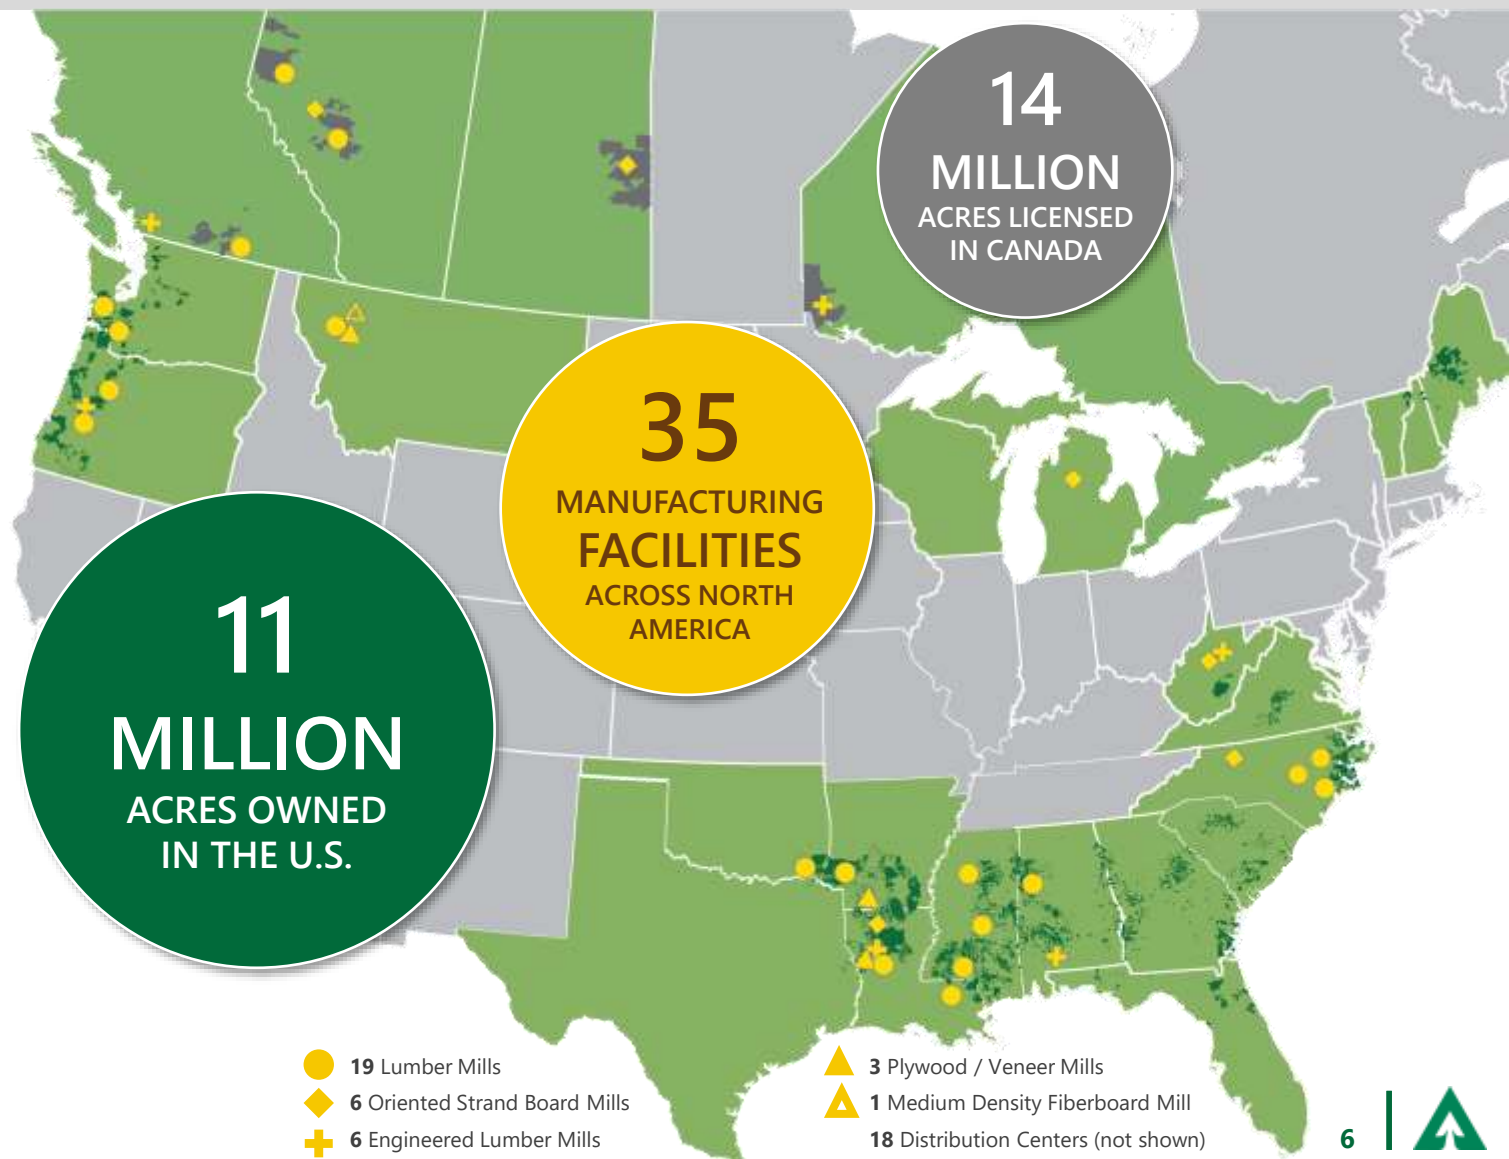 14
MILLION
ACRES LICENSED
IN CANADA
35
MANUFACTURING
FACILITIES
ACROSS NORTH
AMERICA
11
MILLION
ACRES OWNED
IN THE U.S.
19 Lumber Mills
6 Oriented Strand Board Mills
6 Engineered Lumber Mills
3 Plywood / Veneer Mills
1 Medium Density Fiberboard Mill
18 Distribution Centers (not shown)
6